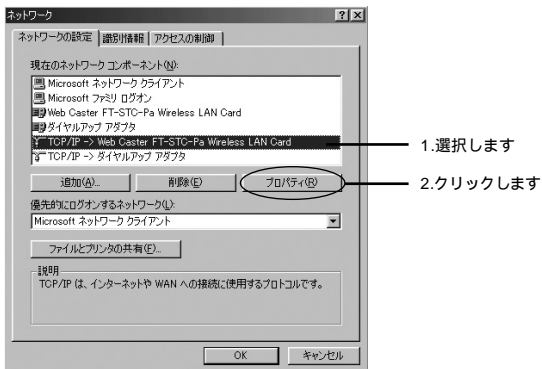 ネットワーク
ネットワークの設定 識別情報 アクセスの制御
現在のネットワーク コンポーネント(N):
Microsoft ネットワーク クライアント
Microsoft ファミリ ログオン
Web Caster FT-STC-Pa Wireless LAN Card
ダイヤルアップ アダプタ
TCP/IP -> Web Caster FT-STC-Pa Wireless LAN Card
TCP/IP -> ダイヤルアップ アダプタ
1.選択します
追加(A)... 削除(E) プロパティ(R)
2.クリックします
優先的にログオンするネットワーク(L):
Microsoft ネットワーク クライアント
ファイルとプリンタの共有(F)...
説明
TCP/IP は、インターネットや WAN への接続に使用するプロトコルです。
OK キャンセル